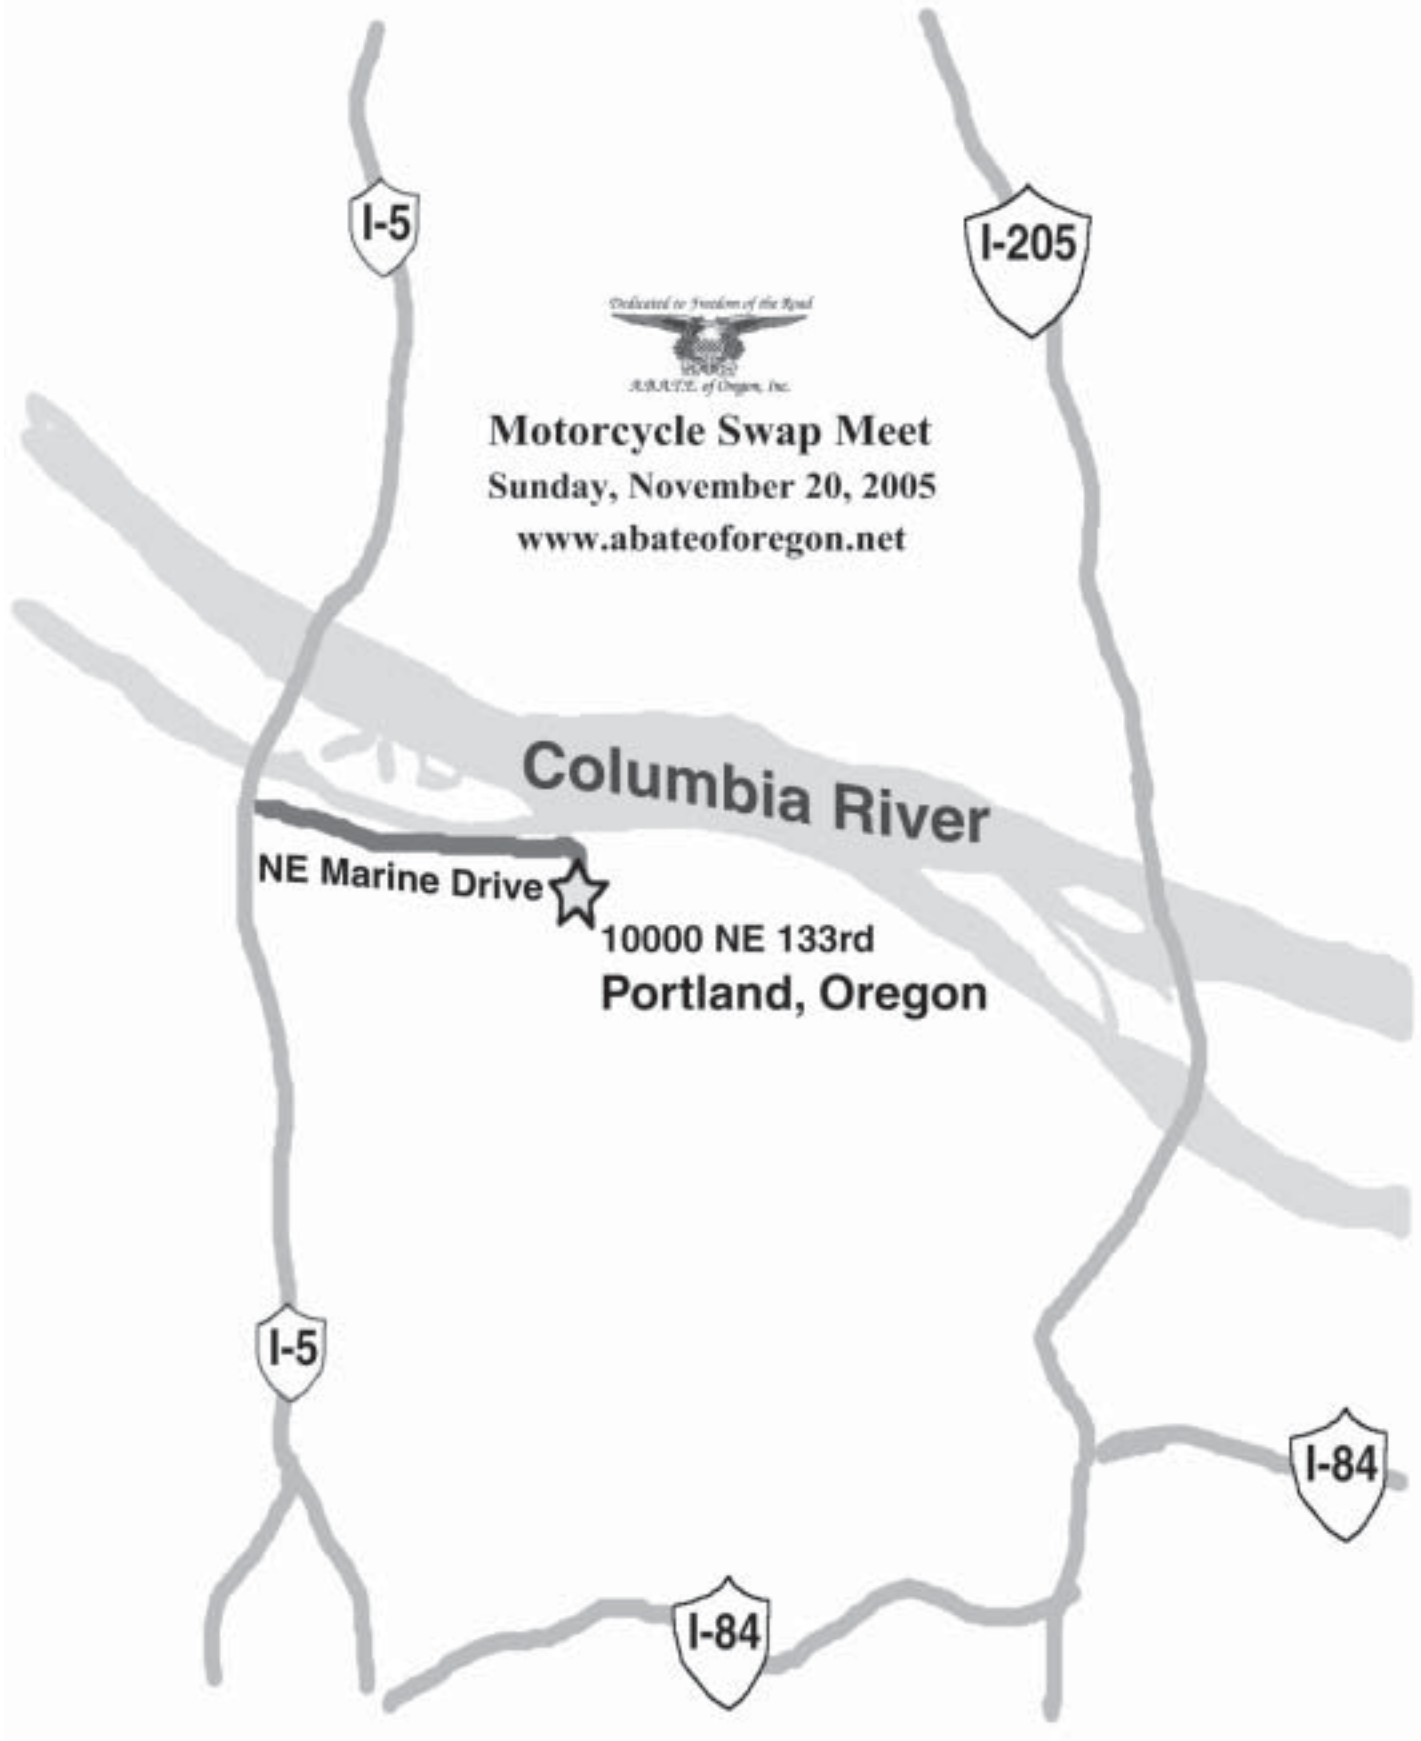 I-5
I-205
Dedicated to Freedom of the Road
A.B.A.T.E. of Oregon, Inc.
Motorcycle Swap Meet
Sunday, November 20, 2005
www.abateoforegon.net
Columbia River
NE Marine Drive
10000 NE 133rd
Portland, Oregon
I-5
I-84
I-84